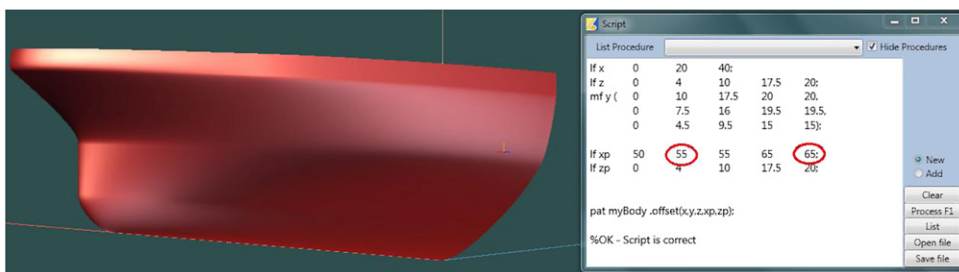 Script
List Procedure Hide Procedures
lf x 0 20 40;
lf z 0 4 10 17.5 20;
mf y ( 0 10 17.5 20 20,
0 7.5 16 19.5 19.5,
0 4.5 9.5 15 15);
lf xp 50 55 55 65 65;
lf zp 0 4 10 17.5 20;
pat myBody .offset(x,y,z,xp,zp);
%OK - Script is correct
New
Add
Clear
Process F1
List
Open file
Save file